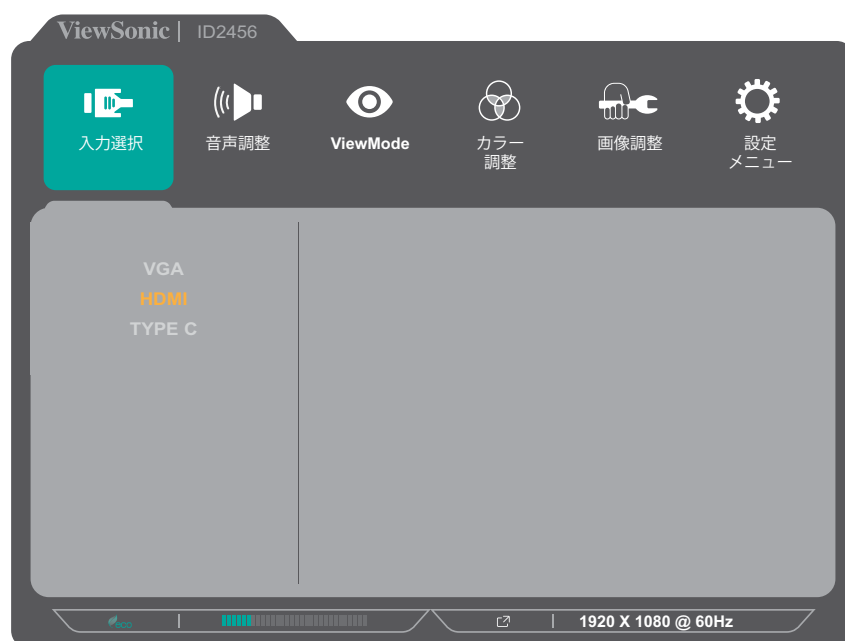 ViewSonic | ID2456
入力選択
音声調整
ViewMode
カラー
調整
画像調整
設定
メニュー
VGA
HDMI
TYPE C
eco
1920 X 1080 @ 60Hz